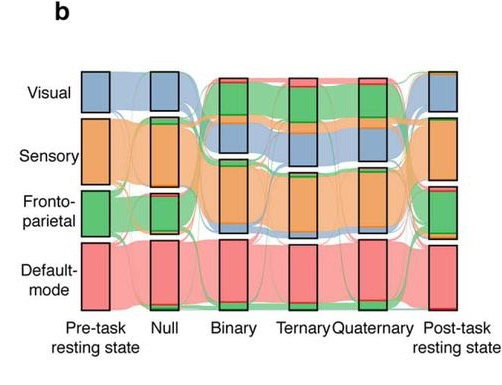 b
Visual
Sensory
Fronto-
parietal
Default-
mode
Pre-task Null Binary Ternary Quaternary Post-task
resting state resting state